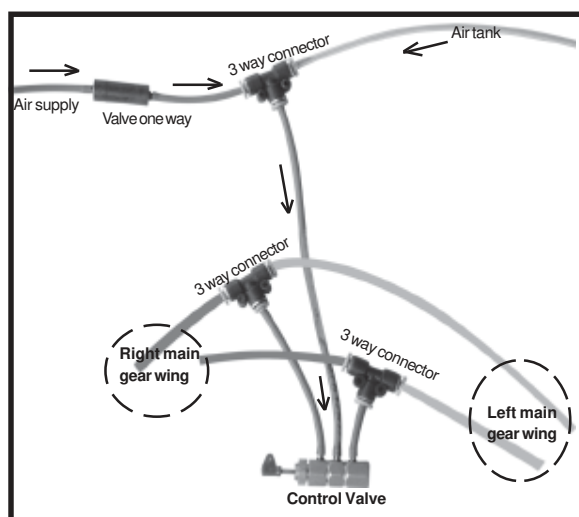 Air tank
3 way connector
Air supply
Valve one way
3 way connector
3 way connector
Right main
gear wing
Left main
gear wing
Control Valve